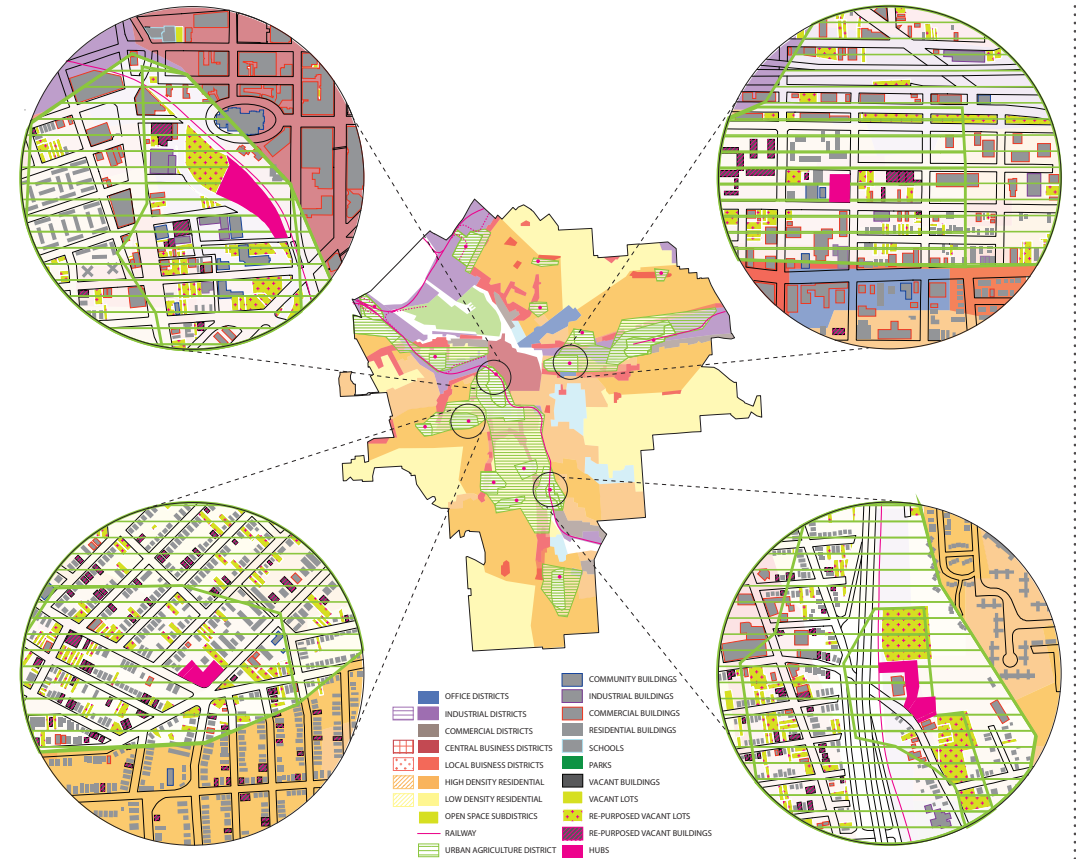 OFFICE DISTRICTS
INDUSTRIAL DISTRICTS
COMMERCIAL DISTRICTS
CENTRAL BUSINESS DISTRICTS
LOCAL BUISNESS DISTRICTS
HIGH DENSITY RESIDENTIAL
LOW DENSITY RESIDENTIAL
OPEN SPACE SUBDISTRICS
RAILWAY
URBAN AGRICULTURE DISTRICT
COMMUNITY BUILDINGS
INDUSTRIAL BUILDINGS
COMMERCIAL BUILDINGS
RESIDENTIAL BUILDINGS
SCHOOLS
PARKS
VACANT BUILDINGS
VACANT LOTS
RE-PURPOSED VACANT LOTS
RE-PURPOSED VACANT BUILDINGS
HUBS